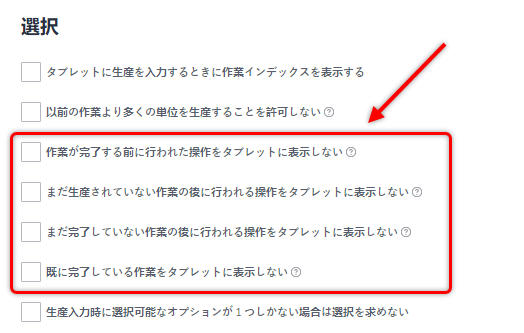 選択
タブレットに生産を入力するときに作業インデックスを表示する
以前の作業より多くの単位を生産することを許可しない ?
作業が完了する前に行われた操作をタブレットに表示しない ?
まだ生産されていない作業の後に行われる操作をタブレットに表示しない ?
まだ完了していない作業の後に行われる操作をタブレットに表示しない ?
既に完了している作業をタブレットに表示しない ?
生産入力時に選択可能なオプションが1つしかない場合は選択を求めない